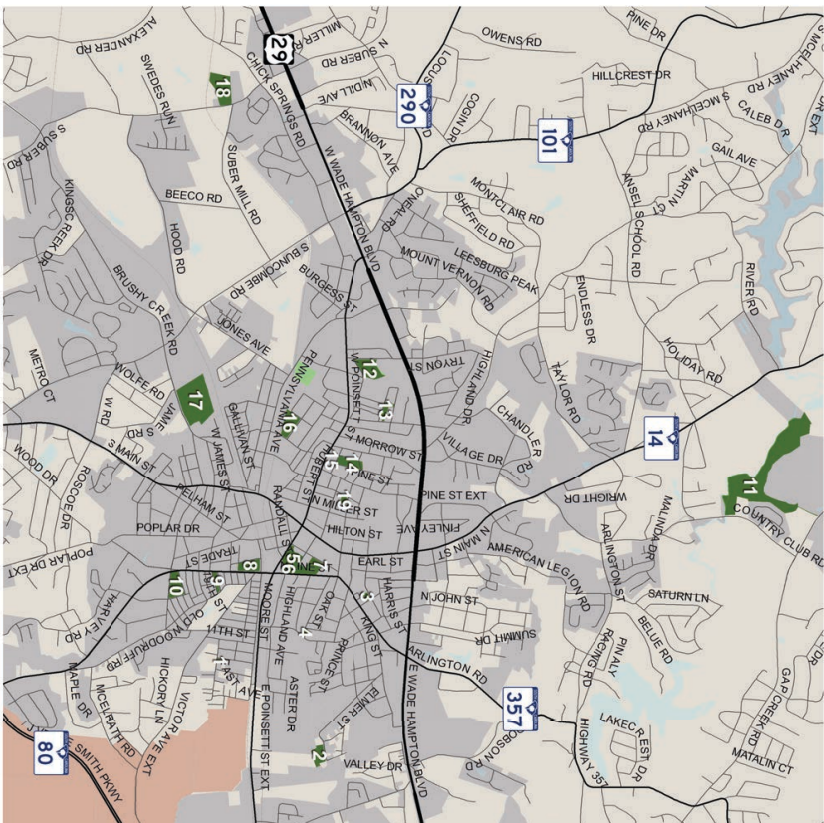 ALEXANDER RD
SWEDES RUN
18
CHICK SPRINGS RD
29
MILLER RD
N SUBER RD
N DILL AVE
BRANNON AVE
290
COGIN DR
OWENS RD
HILLCREST DR
PINE DR
S MCELHANEY RD
S MCELHANEY RD
CALEB DR
GAIL AVE
MARTIN CT
101
ANSEL SCHOOL RD
RIVER RD
S SUBER RD
SUBER MILL RD
BEECO RD
HOOD RD
KINGSCREEK DR
W WADE HAMPTON BLVD
ONEAL RD
MONTCLAIR RD
SHEFFIELD RD
LEESBURG PEAK
MOUNT VERNON RD
ENDLESS DR
S BUNCOMBE RD
BURGESS ST
BRUSHY CREEK RD
JONES AVE
HOLIDAY RD
TAYLOR RD
TRYON ST
HIGHLAND DR
CHANDLER RD
VILLAGE DR
14
METRO CT
WOLFE RD
17
PENNSYLVANIA AVE
W POINSETT ST
12
13
16
GALLIVAN ST
W JAMES ST
MORROW ST
15
14
PINE ST
PINE ST EXT
WRIGHT DR
MALINDA DR
11
COUNTRY CLUB RD
S MAIN ST
WOOD DR
ROSCOE DR
PELHAM ST
RANDALL ST
N MILLER ST
19
HILTON ST
FINLEY AVE
N MAIN ST
ARLINGTON ST
POPLAR DR
POPLAR DR EXT
TRADE ST
8
5
6
7
EARL ST
AMERICAN LEGION RD
SATURN LN
10
9
HARVEY RD
OLD WOODRUFF RD
11TH ST
MOORE ST
HIGHLAND AVE
OAK ST
4
3
KING ST
HARRIS ST
N JOHN ST
SUMMIT DR
BELUE RD
PINALY
RACING RD
1
EAST AVE
PRINCE ST
ARLINGTON RD
GAP CREEK RD
MAPLE DR
MCELRATH RD
HICKORY LN
VICTOR AVE EXT
E POINSETT ST EXT
ASTER DR
ELMER ST
2
VALLEY DR
E WADE HAMPTON BLVD
357
HIGHWAY 357
LAKECREST DR
MATALIN CT
80
SMITH PKWY